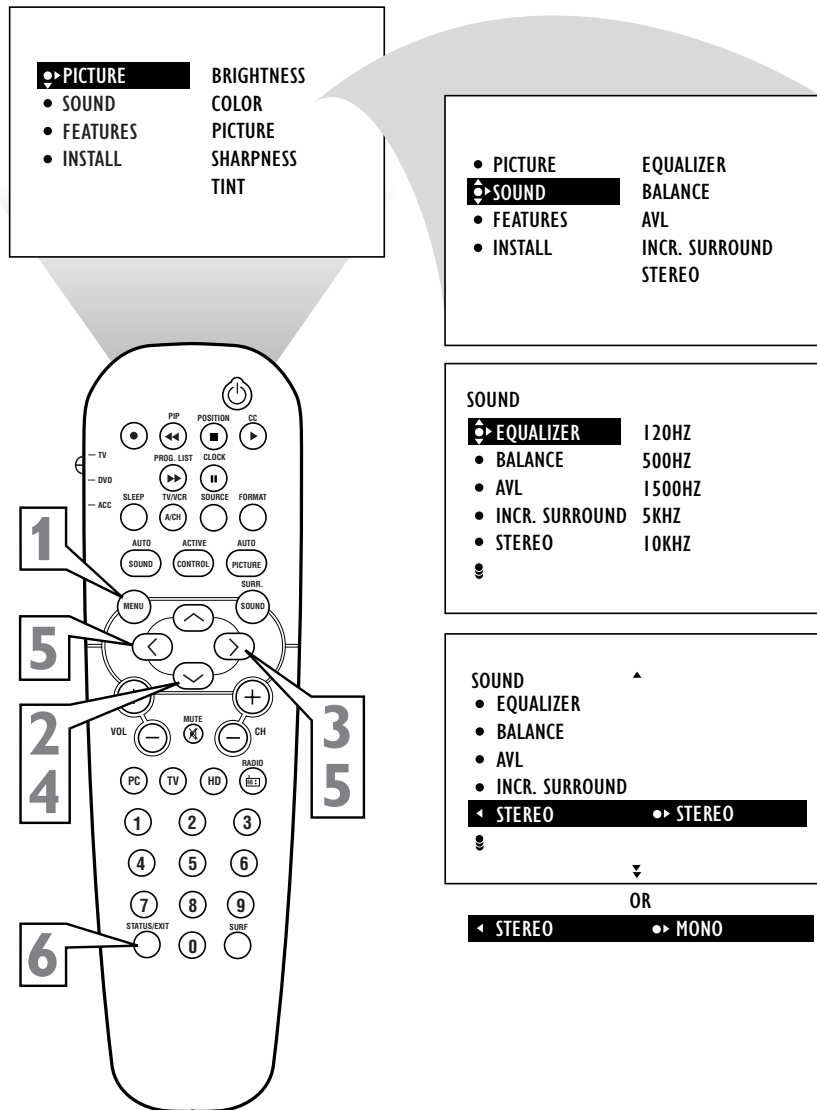 PICTURE BRIGHTNESS
SOUND COLOR
FEATURES PICTURE
INSTALL SHARPNESS
TINT
PICTURE EQUALIZER
SOUND BALANCE
FEATURES AVL
INSTALL INCR. SURROUND
STEREO
SOUND
EQUALIZER 120HZ
BALANCE 500HZ
AVL 1500HZ
INCR. SURROUND 5KHZ
STEREO 10KHZ
SOUND
EQUALIZER
BALANCE
AVL
INCR. SURROUND
STEREO STEREO
OR
STEREO MONO
PIP POSITION CC
TV
PROG. LIST CLOCK
DVD
ACC
SLEEP TV/VCR SOURCE FORMAT
A/CH
AUTO ACTIVE AUTO
SOUND CONTROL PICTURE
SURR.
MENU SOUND
VOL MUTE CH
RADIO
PC TV HD
1 2 3
4 5 6
7 8 9
STATUS/EXIT SURF
0
1
5
2
4
3
5
6